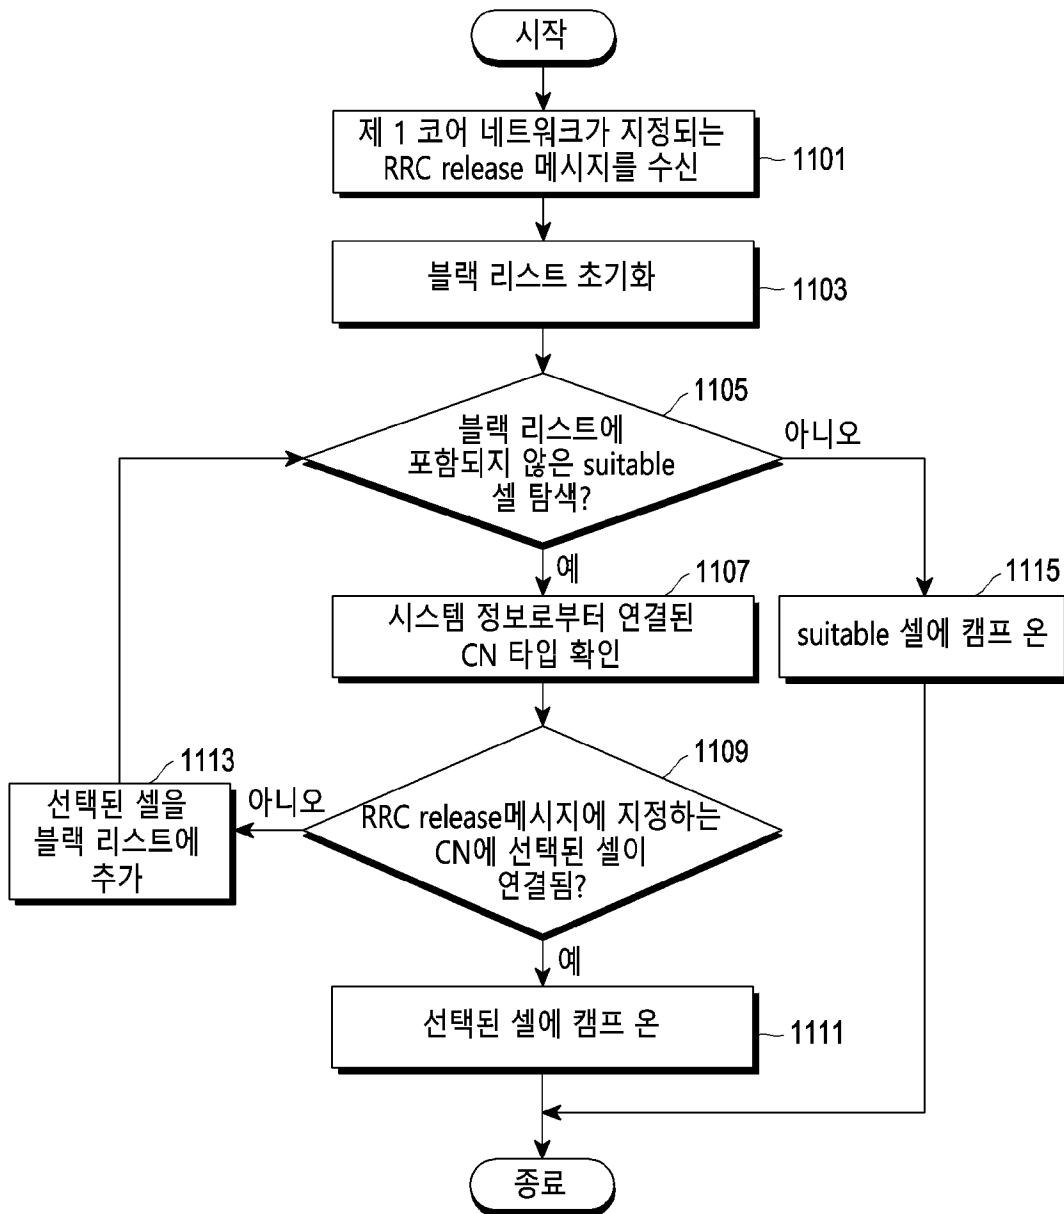 시작
제 1 코어 네트워크가 지정되는
RRC release 메시지를 수신
1101
블랙 리스트 초기화
1103
1105
블랙 리스트에
포함되지 않은 suitable
셀 탐색?
아니오
예
1107
시스템 정보로부터 연결된
CN 타입 확인
1115
suitable 셀에 캠프 온
1109
RRC release메시지에 지정하는
CN에 선택된 셀이
연결됨?
아니오
1113
선택된 셀을
블랙 리스트에
추가
예
선택된 셀에 캠프 온
1111
종료